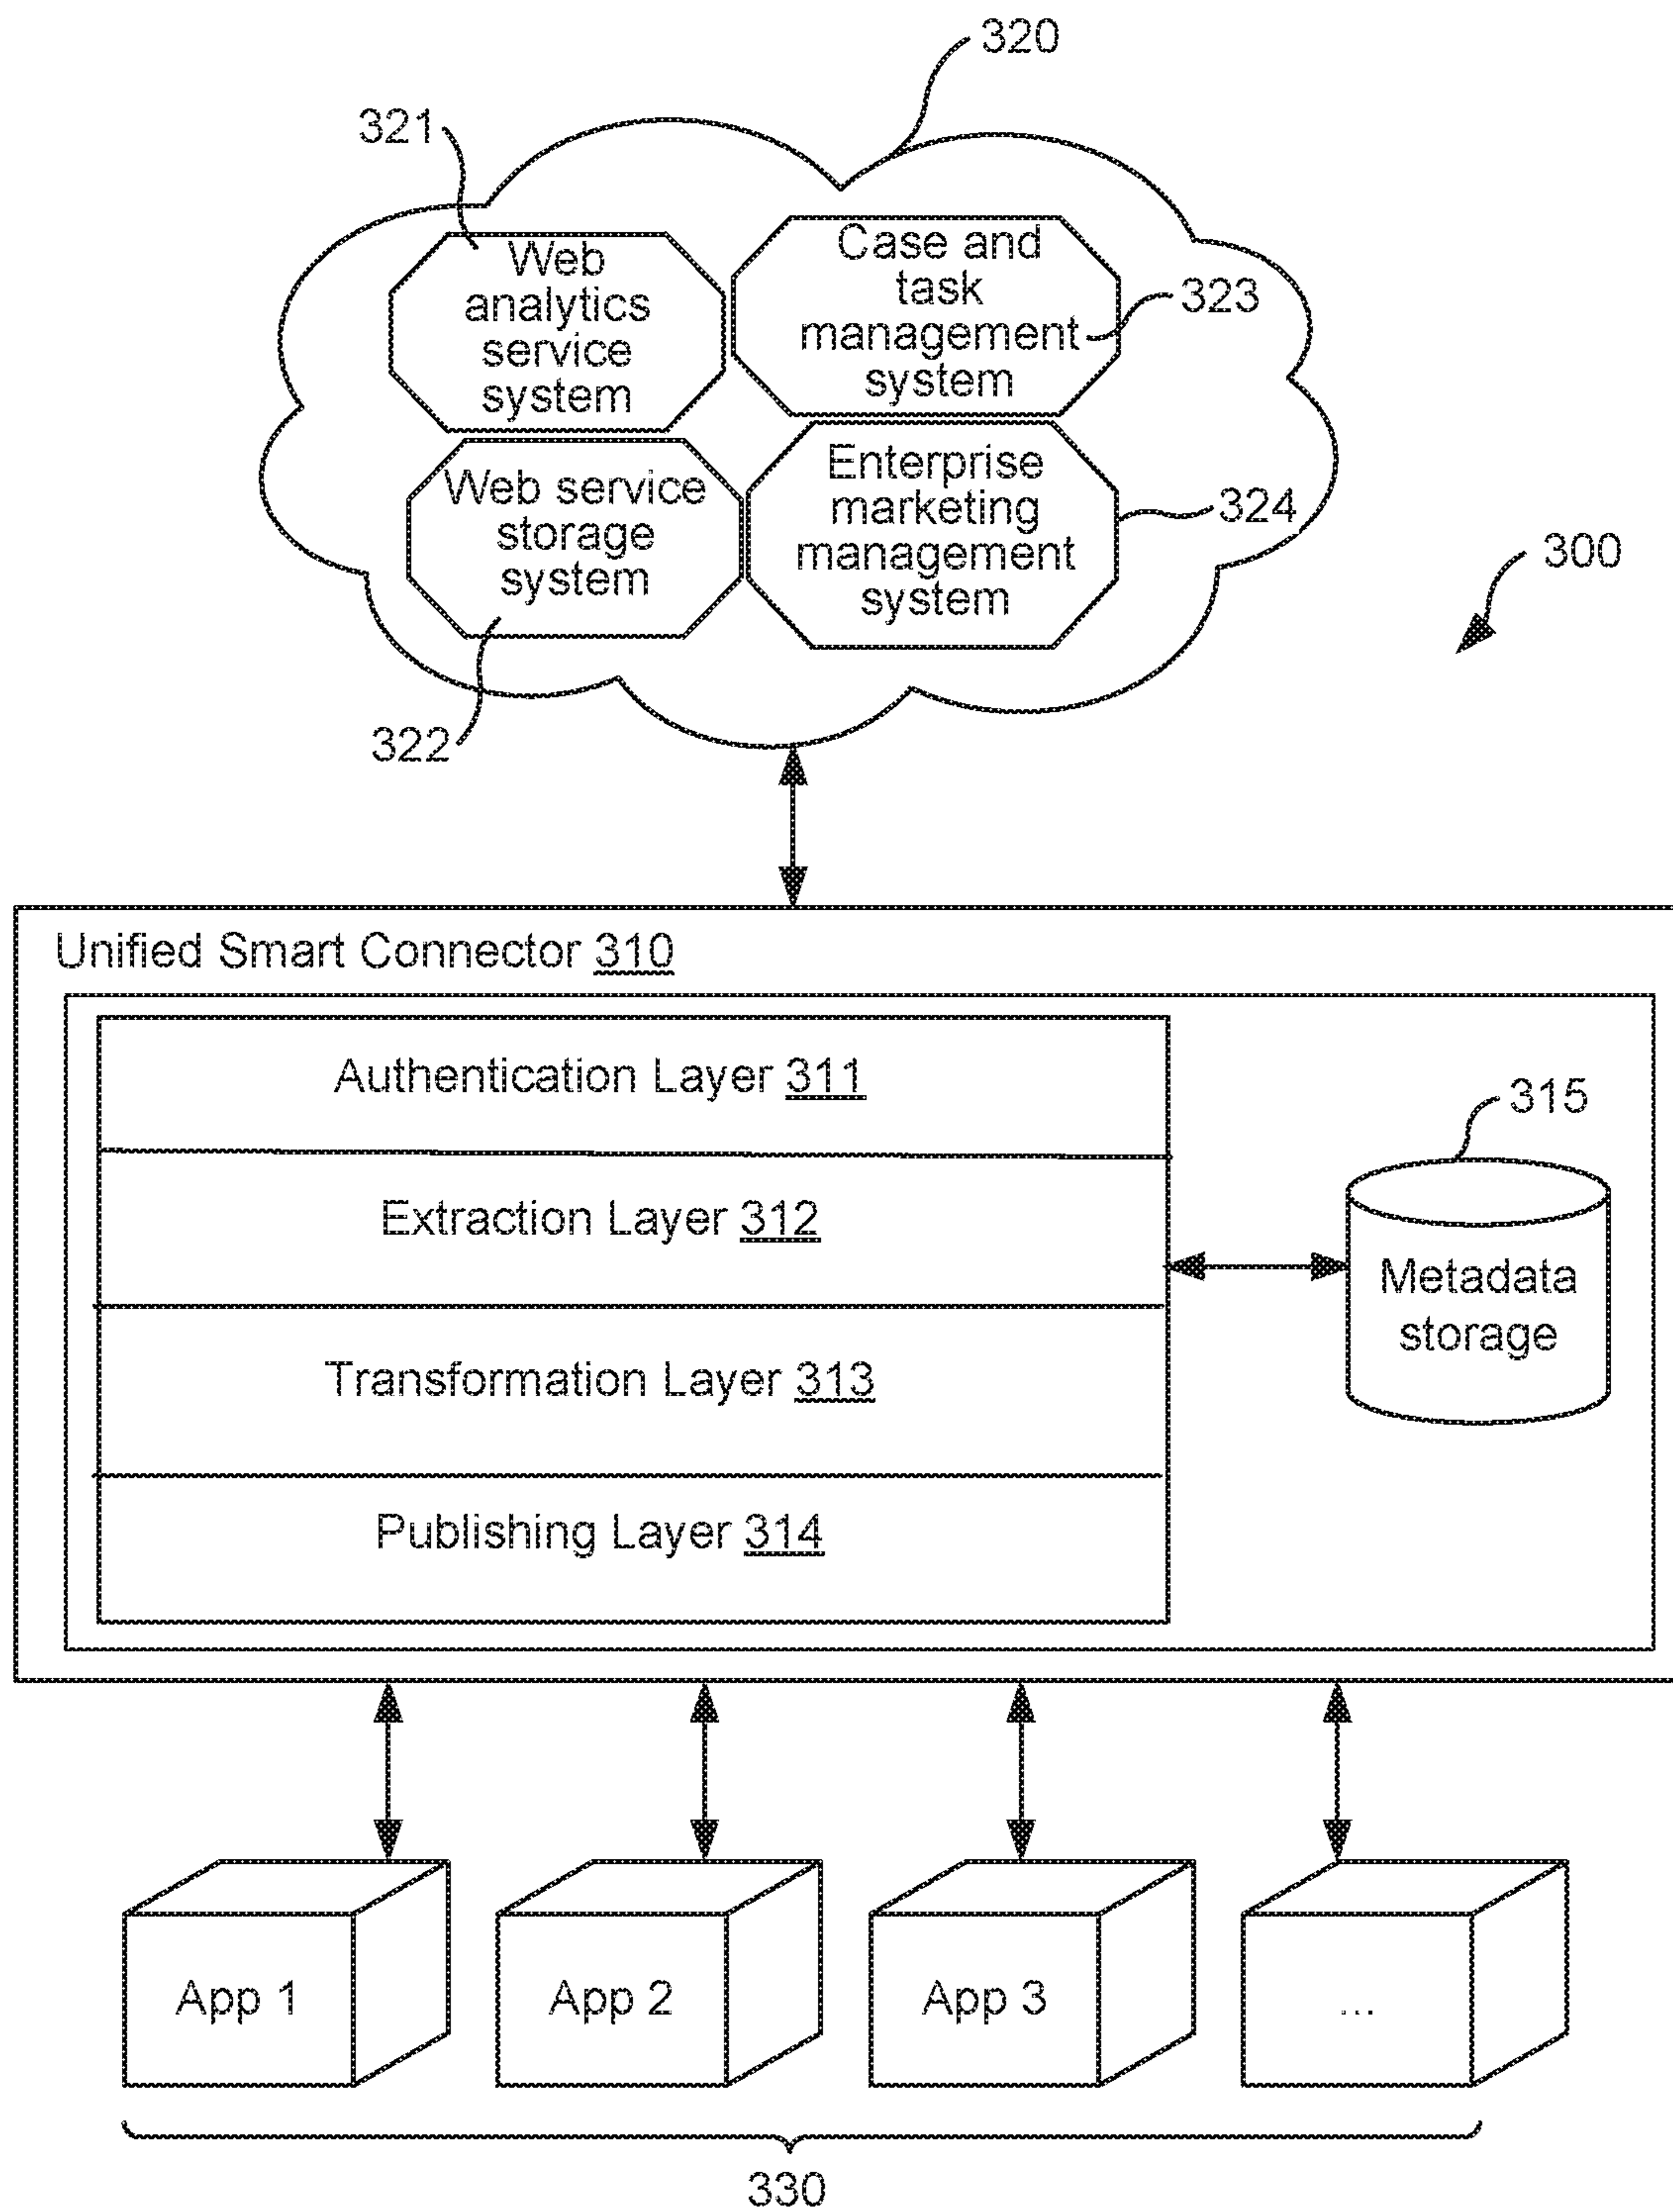 320
321
Web
analytics
service
system
Case and
task
management
system
323
Web service
storage
system
Enterprise
marketing
management
system
324
300
322
Unified Smart Connector 310
Authentication Layer 311
315
Extraction Layer 312
Metadata
storage
Transformation Layer 313
Publishing Layer 314
App 1
App 2
App 3
...
330